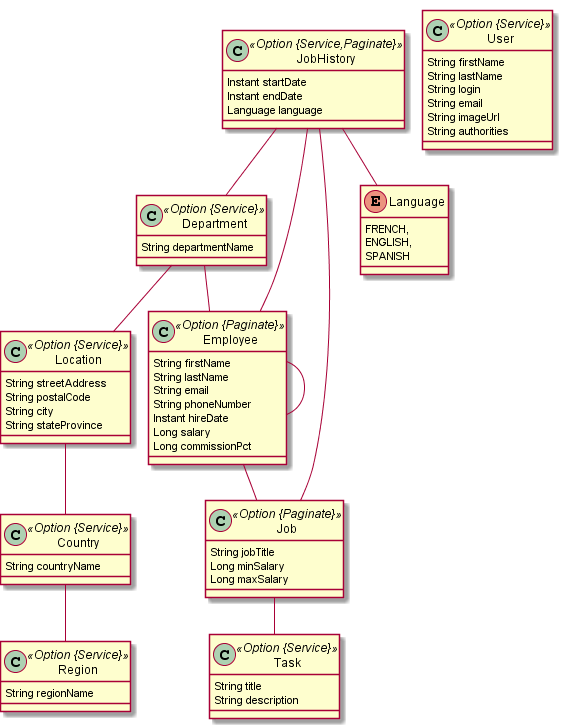 C «Option {Service,Paginate}»
JobHistory
Instant startDate
Instant endDate
Language language
C «Option {Service}»
User
String firstName
String lastName
String login
String email
String imageUrl
String authorities
C «Option {Service}»
Department
String departmentName
E Language
FRENCH,
ENGLISH,
SPANISH
C «Option {Service}»
Location
String streetAddress
String postalCode
String city
String stateProvince
C «Option {Paginate}»
Employee
String firstName
String lastName
String email
String phoneNumber
Instant hireDate
Long salary
Long commissionPct
C «Option {Service}»
Country
String countryName
C «Option {Paginate}»
Job
String jobTitle
Long minSalary
Long maxSalary
C «Option {Service}»
Region
String regionName
C «Option {Service}»
Task
String title
String description